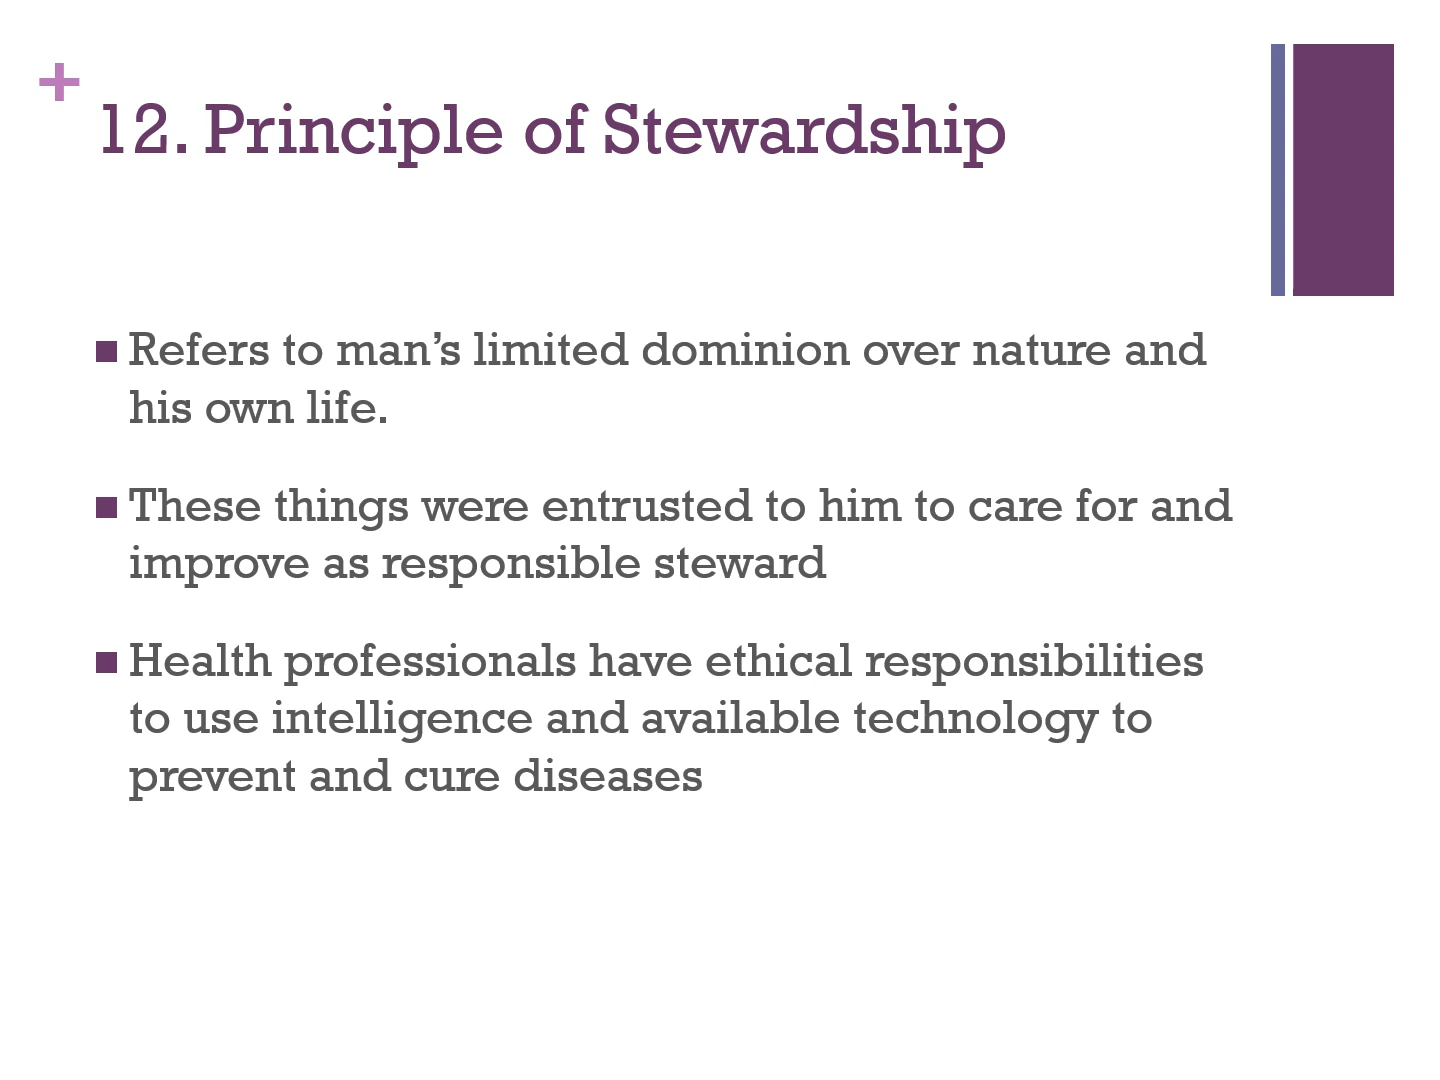 +
12. Principle of Stewardship
■ Refers to man’s limited dominion over nature and
his own life.
■ These things were entrusted to him to care for and
improve as responsible steward
■ Health professionals have ethical responsibilities
to use intelligence and available technology to
prevent and cure diseases